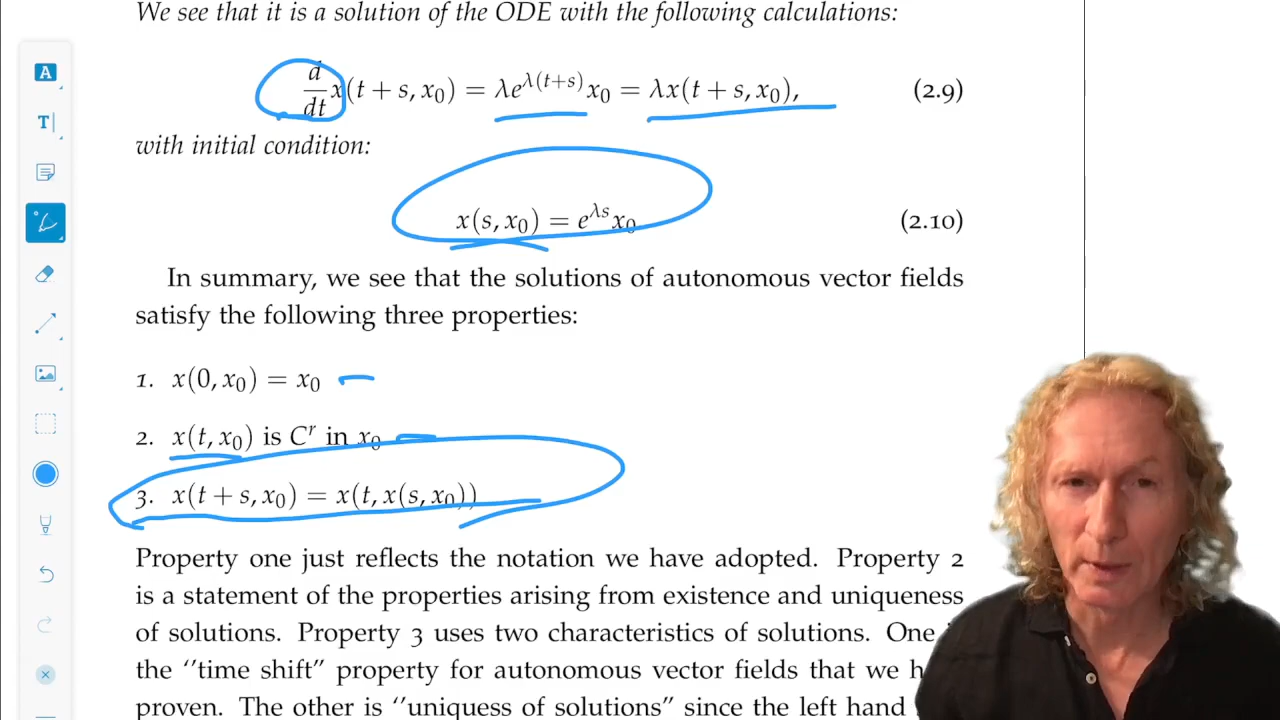 We see that it is a solution of the ODE with the following calculations:
d/dt x(t + s, x₀) = λe^{λ(t+s)} x₀ = λx(t + s, x₀), (2.9)
with initial condition:
x(s, x₀) = e^{λs} x₀ (2.10)
In summary, we see that the solutions of autonomous vector fields
satisfy the following three properties:
1. x(0, x₀) = x₀
2. x(t, x₀) is Cʳ in x₀
3. x(t + s, x₀) = x(t, x(s, x₀))
Property one just reflects the notation we have adopted. Property 2
is a statement of the properties arising from existence and uniqueness
of solutions. Property 3 uses two characteristics of solutions. One
the ‘‘time shift” property for autonomous vector fields that we
proven. The other is ‘‘uniquess of solutions” since the left hand
A
T